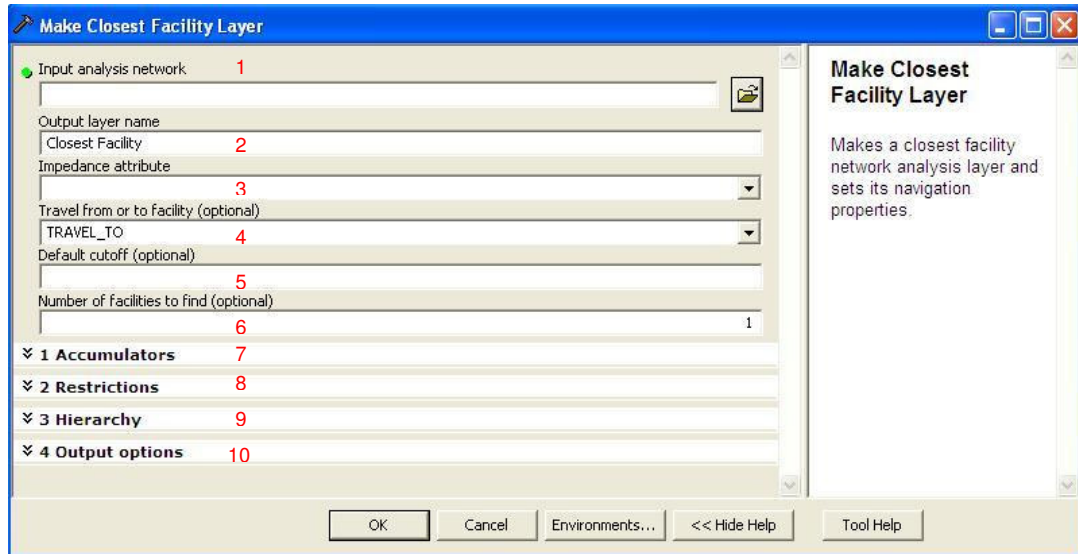 Make Closest Facility Layer
Input analysis network 1
Output layer name
Closest Facility 2
Impedance attribute
3
Travel from or to facility (optional)
TRAVEL_TO 4
Default cutoff (optional)
5
Number of facilities to find (optional)
6 1
1 Accumulators 7
2 Restrictions 8
3 Hierarchy 9
4 Output options 10
Make Closest
Facility Layer
Makes a closest facility
network analysis layer and
sets its navigation
properties.
OK Cancel Environments... << Hide Help Tool Help